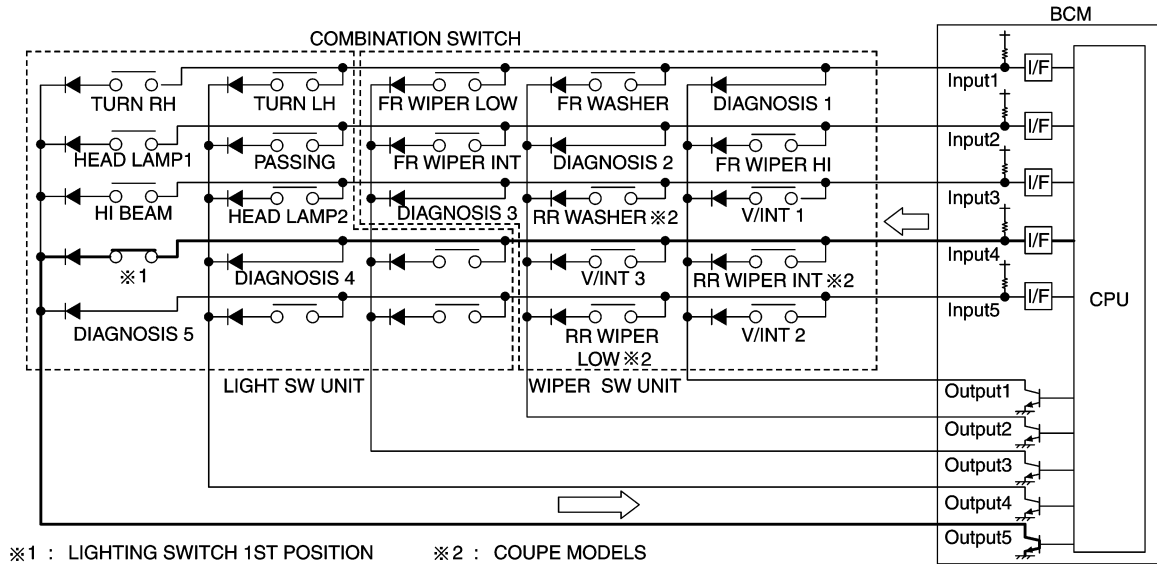 BCM
COMBINATION SWITCH
TURN RH
TURN LH
FR WIPER LOW
FR WASHER
DIAGNOSIS 1
Input1
I/F
HEAD LAMP1
PASSING
FR WIPER INT
DIAGNOSIS 2
FR WIPER HI
Input2
I/F
HI BEAM
HEAD LAMP2
DIAGNOSIS 3
RR WASHER ※2
V/INT 1
Input3
I/F
※1
DIAGNOSIS 4
V/INT 3
RR WIPER INT ※2
Input4
I/F
CPU
DIAGNOSIS 5
RR WIPER
LOW ※2
V/INT 2
Input5
I/F
LIGHT SW UNIT
WIPER SW UNIT
Output1
Output2
Output3
Output4
Output5
※1 : LIGHTING SWITCH 1ST POSITION
※2 : COUPE MODELS